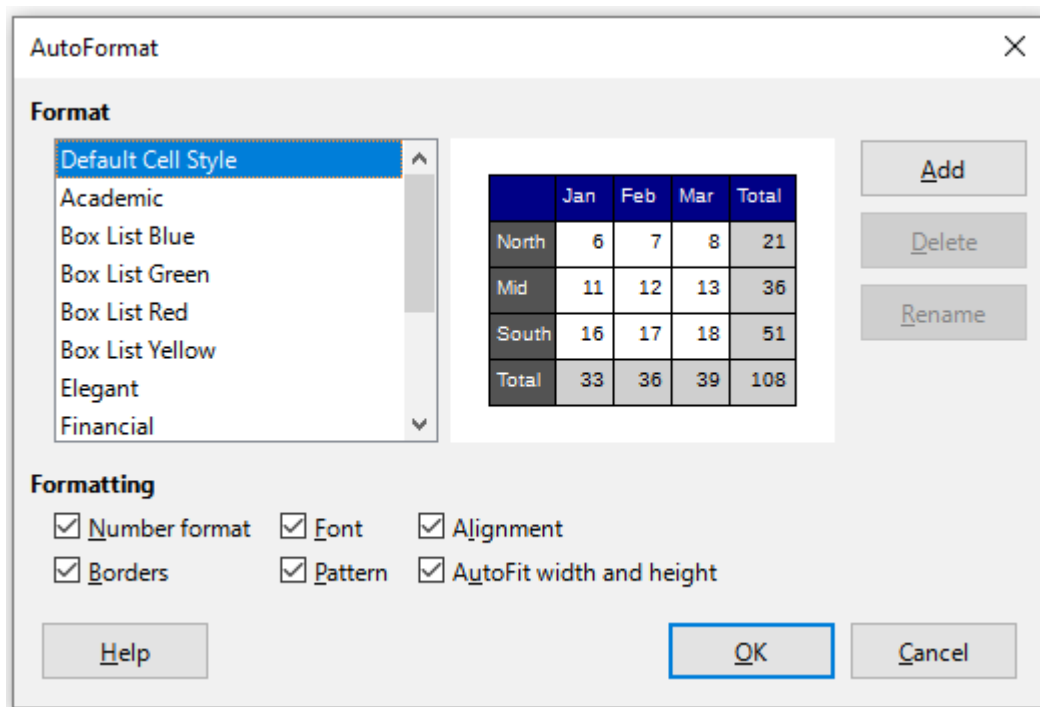 AutoFormat
Format
Default Cell Style
Academic
Box List Blue
Box List Green
Box List Red
Box List Yellow
Elegant
Financial
Jan Feb Mar Total
North 6 7 8 21
Mid 11 12 13 36
South 16 17 18 51
Total 33 36 39 108
Add
Delete
Rename
Formatting
Number format Font Alignment
Borders Pattern AutoFit width and height
Help OK Cancel